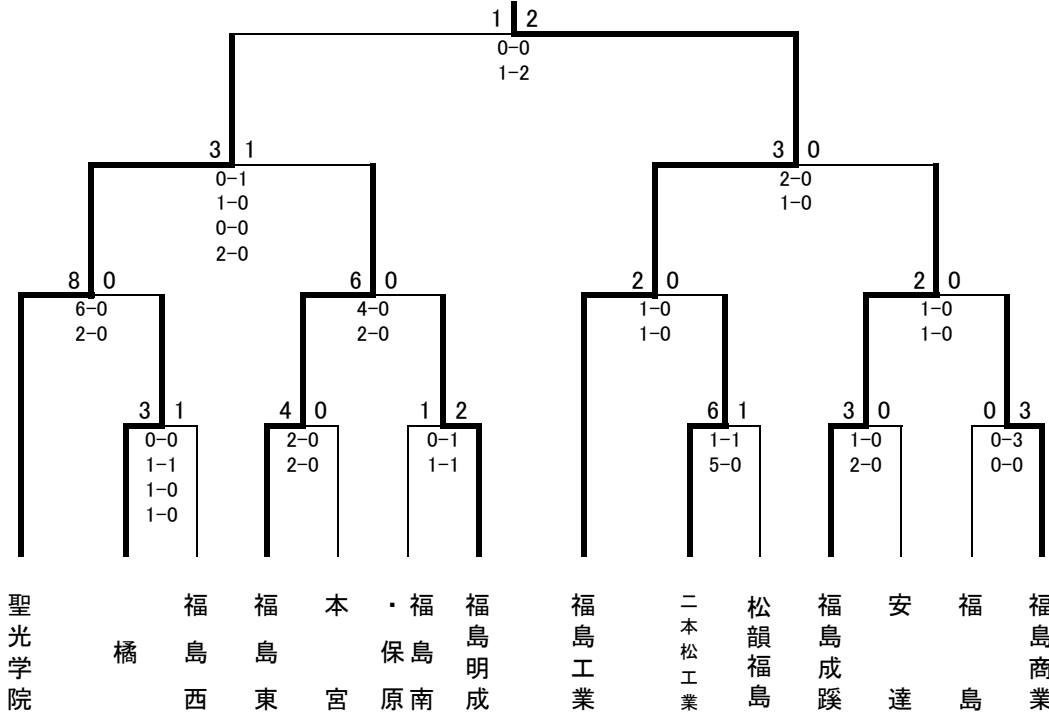 1 2
0-0
1-2
3 1
0-1
1-0
0-0
2-0
3 0
2-0
1-0
8 0
6-0
2-0
6 0
4-0
2-0
2 0
1-0
1-0
2 0
1-0
1-0
3 1
0-0
1-1
1-0
1-0
4 0
2-0
2-0
1 2
0-1
1-1
6 1
1-1
5-0
3 0
1-0
2-0
0 3
0-3
0-0
聖光学院
橘
福島西
福島東
本宮
福島南
・保原
福島明成
福島工業
二本松工業
松韻福島
福島成蹊
安達
福島
福島商業